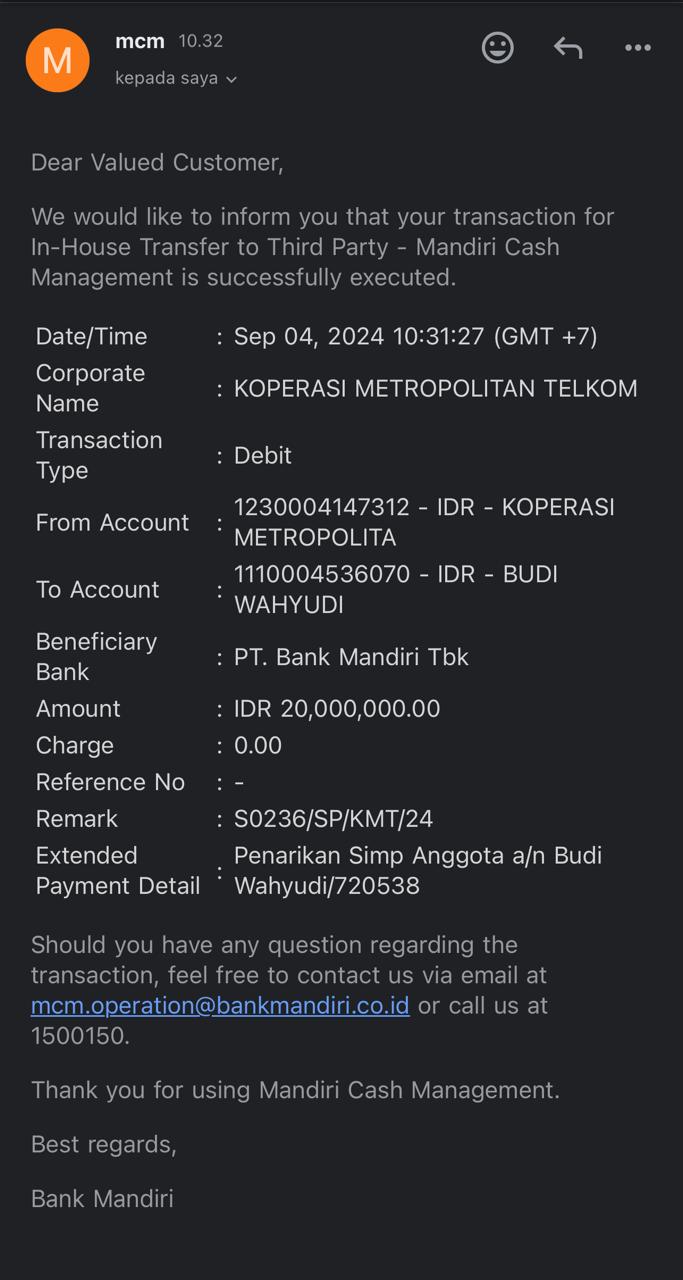 M
mcm 10.32
kepada saya
Dear Valued Customer,
We would like to inform you that your transaction for
In-House Transfer to Third Party - Mandiri Cash
Management is successfully executed.
Date/Time : Sep 04, 2024 10:31:27 (GMT +7)
Corporate
Name : KOPERASI METROPOLITAN TELKOM
Transaction
Type : Debit
From Account : 1230004147312 - IDR - KOPERASI
METROPOLITA
To Account : 1110004536070 - IDR - BUDI
WAHYUDI
Beneficiary
Bank : PT. Bank Mandiri Tbk
Amount : IDR 20,000,000.00
Charge : 0.00
Reference No : -
Remark : S0236/SP/KMT/24
Extended : Penarikan Simp Anggota a/n Budi
Payment Detail Wahyudi/720538
Should you have any question regarding the
transaction, feel free to contact us via email at
mcm.operation@bankmandiri.co.id or call us at
1500150.
Thank you for using Mandiri Cash Management.
Best regards,
Bank Mandiri